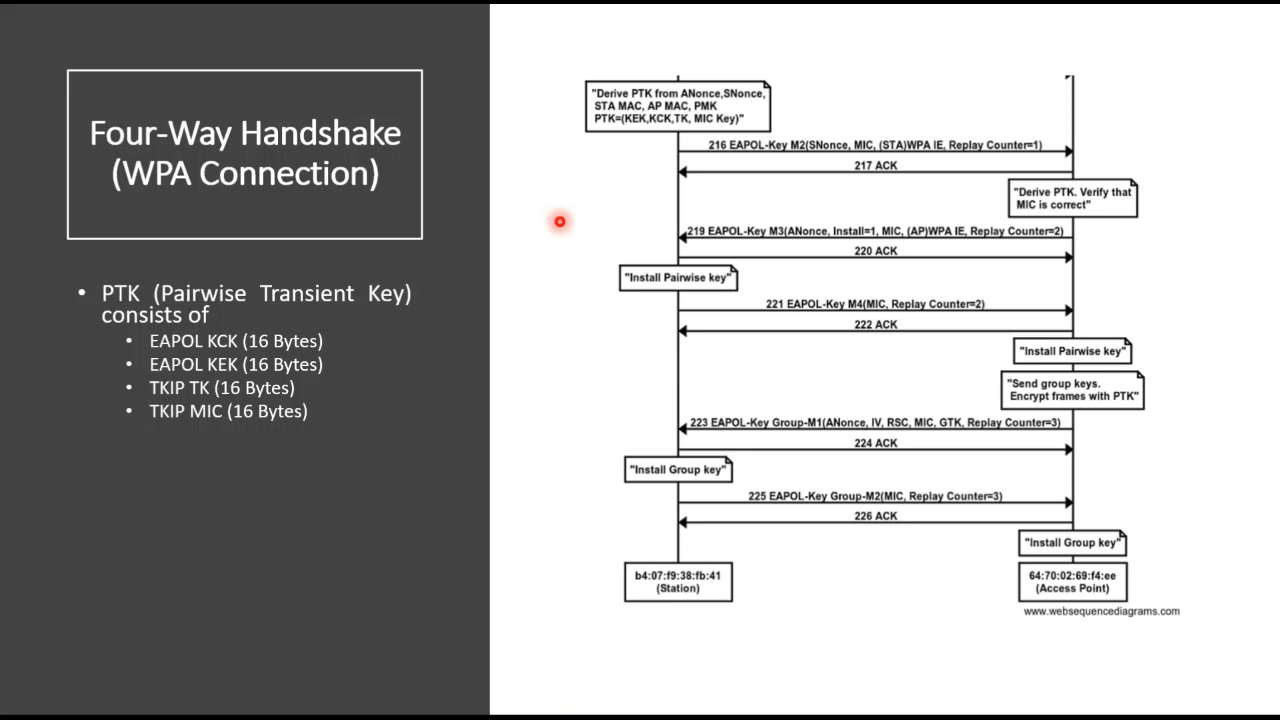 Four-Way Handshake
(WPA Connection)
• PTK (Pairwise Transient Key)
consists of
• EAPOL KCK (16 Bytes)
• EAPOL KEK (16 Bytes)
• TKIP TK (16 Bytes)
• TKIP MIC (16 Bytes)
"Derive PTK from ANonce,SNonce,
STA MAC, AP MAC, PMK
PTK=(KEK,KCK,TK, MIC Key)"
216 EAPOL-Key M2(SNonce, MIC, (STA)WPA IE, Replay Counter=1)
217 ACK
"Derive PTK. Verify that
MIC is correct"
219 EAPOL-Key M3(ANonce, Install=1, MIC, (AP)WPA IE, Replay Counter=2)
220 ACK
"Install Pairwise key"
221 EAPOL-Key M4(MIC, Replay Counter=2)
222 ACK
"Install Pairwise key"
"Send group keys.
Encrypt frames with PTK"
223 EAPOL-Key Group-M1(ANonce, IV, RSC, MIC, GTK, Replay Counter=3)
224 ACK
"Install Group key"
225 EAPOL-Key Group-M2(MIC, Replay Counter=3)
226 ACK
"Install Group key"
b4:07:f9:38:fb:41
(Station)
64:70:02:69:f4:ee
(Access Point)
www.websequencediagrams.com